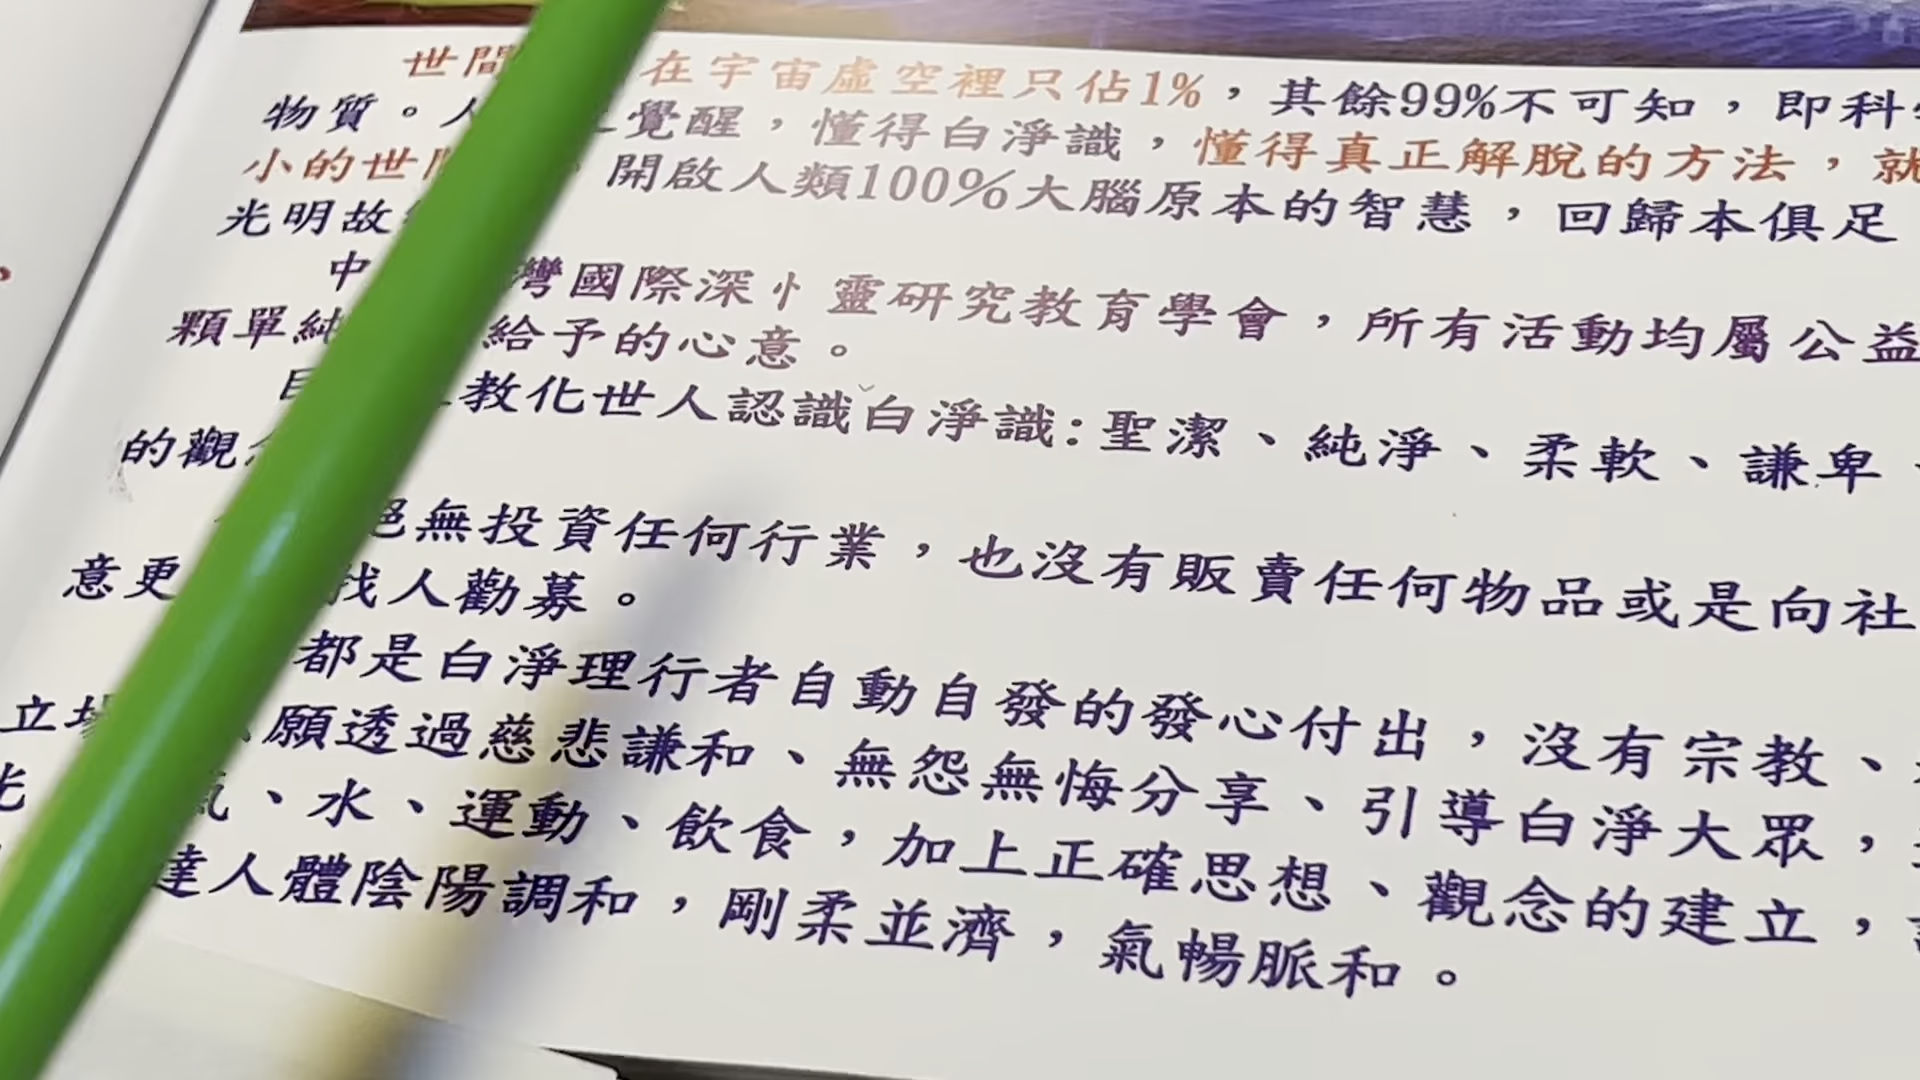 世間 在宇宙虛空裡只佔1%,其餘99%不可知,即科
物質。人 覺醒,懂得白淨識,懂得真正解脫的方法,就
小的世 開啟人類100%大腦原本的智慧,回歸本俱足
光明故
中 灣國際深忄靈研究教育學會,所有活動均屬公益
顆單純 給予的心意。
教化世人認識白淨識:聖潔、純淨、柔軟、謙卑、
的觀
絕無投資任何行業,也沒有販賣任何物品或是向社
意更 找人勸募。
都是白淨理行者自動自發的發心付出,沒有宗教、
立場 願透過慈悲謙和、無怨無悔分享、引導白淨大眾,
光 氣、水、運動、飲食,加上正確思想、觀念的建立,
達人體陰陽調和,剛柔並濟,氣暢脈和。